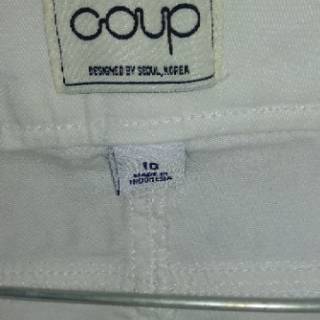 coup
DESIGNED BY SEOUL, KOREA
10
MADE IN
INDONESIA